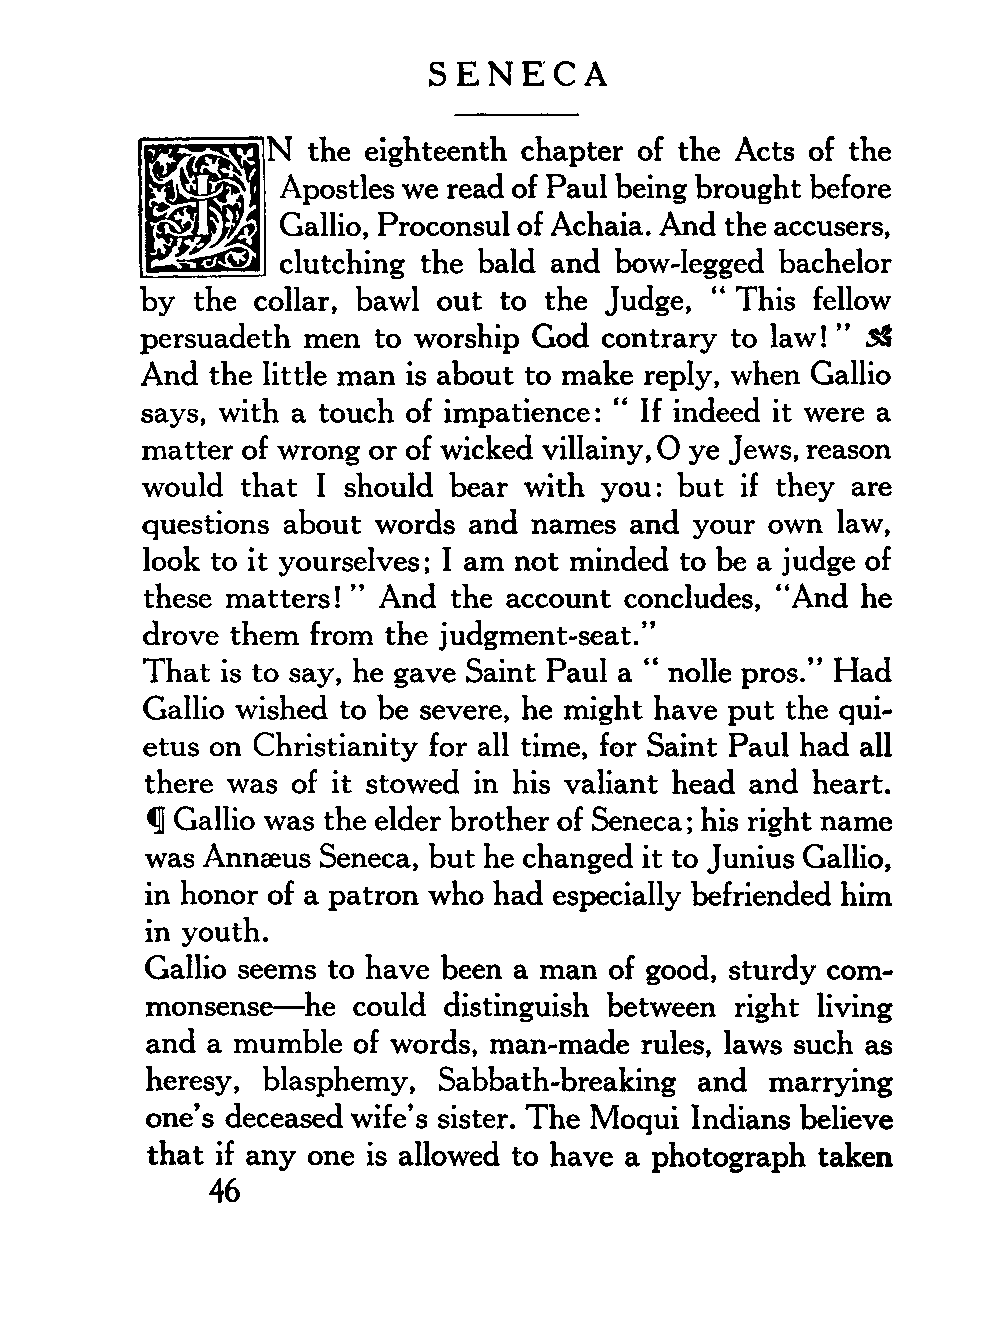 SENECA
IN the eighteenth chapter of the Acts of the
Apostles we read of Paul being brought before
Gallio, Proconsul of Achaia. And the accusers,
clutching the bald and bow-legged bachelor
by the collar, bawl out to the Judge, “ This fellow
persuadeth men to worship God contrary to law! ”
And the little man is about to make reply, when Gallio
says, with a touch of impatience: “ If indeed it were a
matter of wrong or of wicked villainy, O ye Jews, reason
would that I should bear with you: but if they are
questions about words and names and your own law,
look to it yourselves; I am not minded to be a judge of
these matters! ” And the account concludes, “And he
drove them from the judgment-seat.”
That is to say, he gave Saint Paul a “ nolle pros.” Had
Gallio wished to be severe, he might have put the qui-
etus on Christianity for all time, for Saint Paul had all
there was of it stowed in his valiant head and heart.
¶ Gallio was the elder brother of Seneca; his right name
was Annæus Seneca, but he changed it to Junius Gallio,
in honor of a patron who had especially befriended him
in youth.
Gallio seems to have been a man of good, sturdy com-
monsense—he could distinguish between right living
and a mumble of words, man-made rules, laws such as
heresy, blasphemy, Sabbath-breaking and marrying
one’s deceased wife’s sister. The Moqui Indians believe
that if any one is allowed to have a photograph taken
46